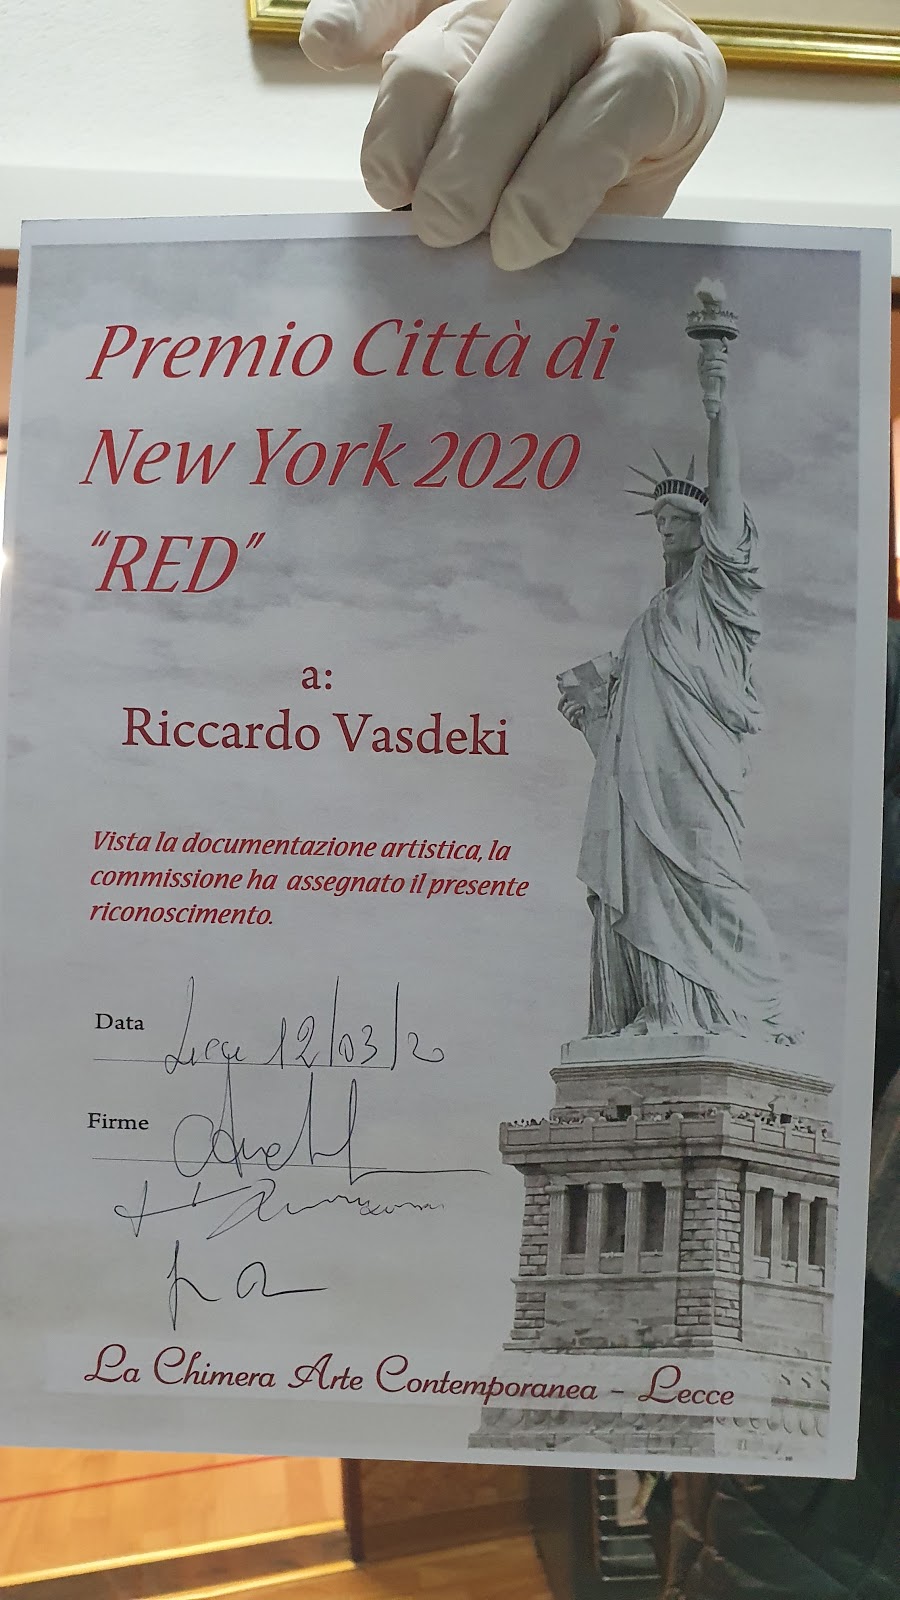 Premio Città di
New York 2020
“RED”
a:
Riccardo Vasdeki
Vista la documentazione artistica, la
commissione ha assegnato il presente
riconoscimento.
Data Lecce 12/03/2
Firme
La Chimera Arte Contemporanea - Lecce